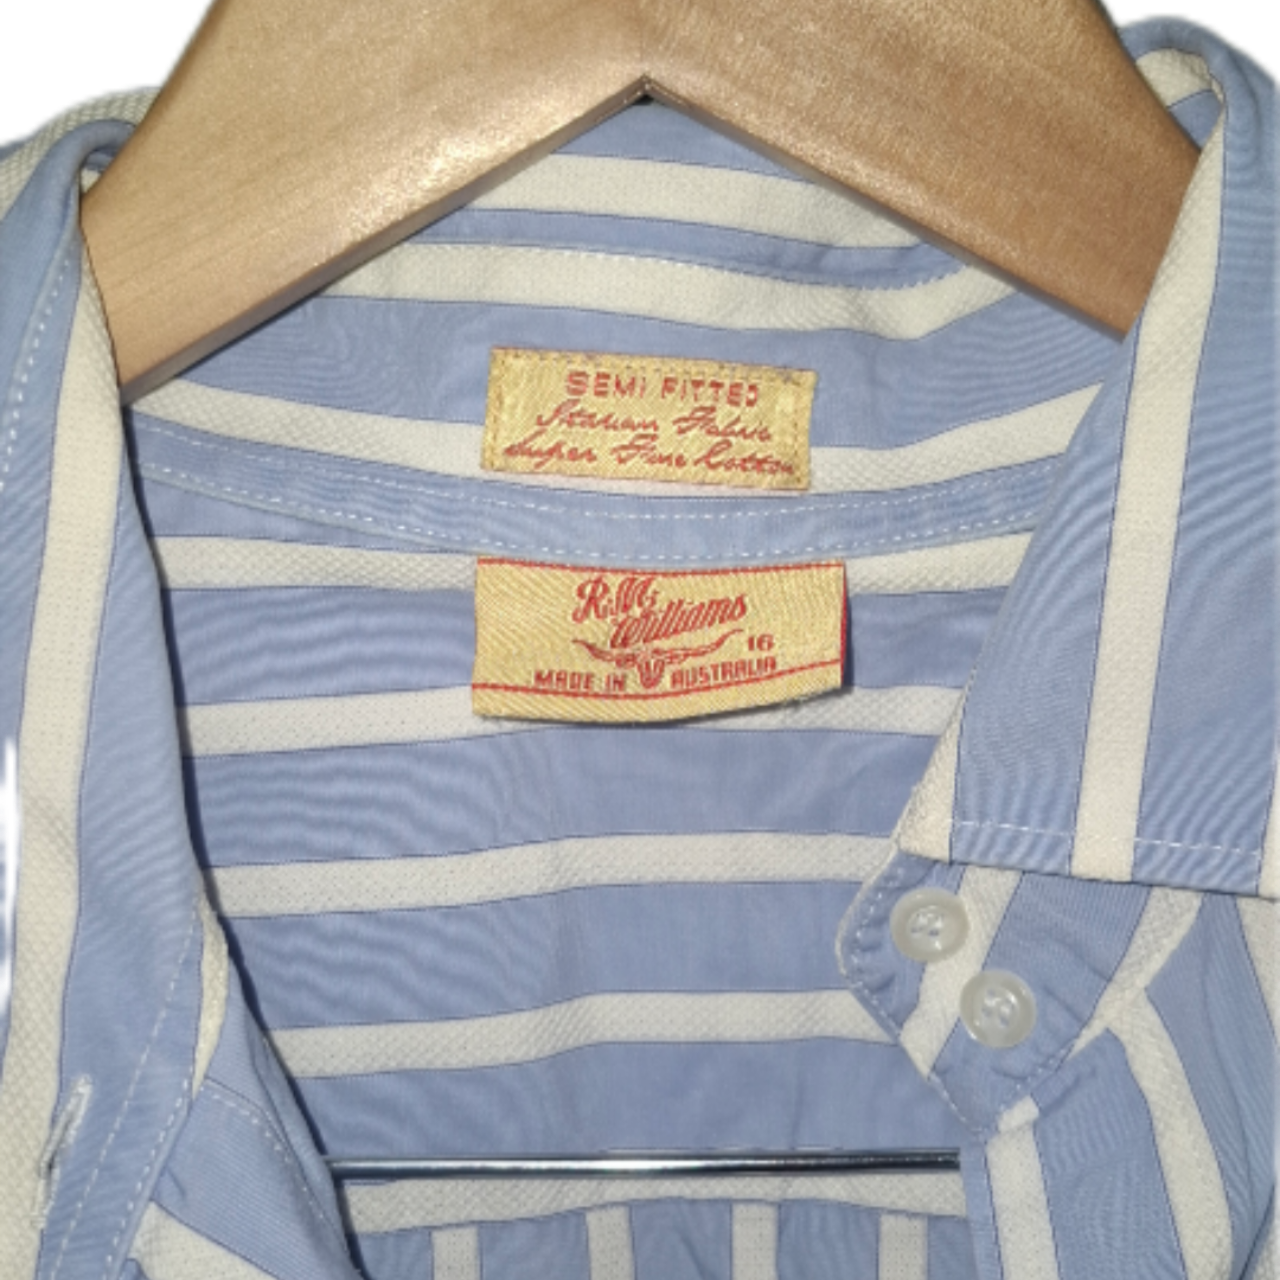 SEMI FITTED
Italian Fabric
Super Fine Cotton
R.M.
Williams
16
MADE IN AUSTRALIA